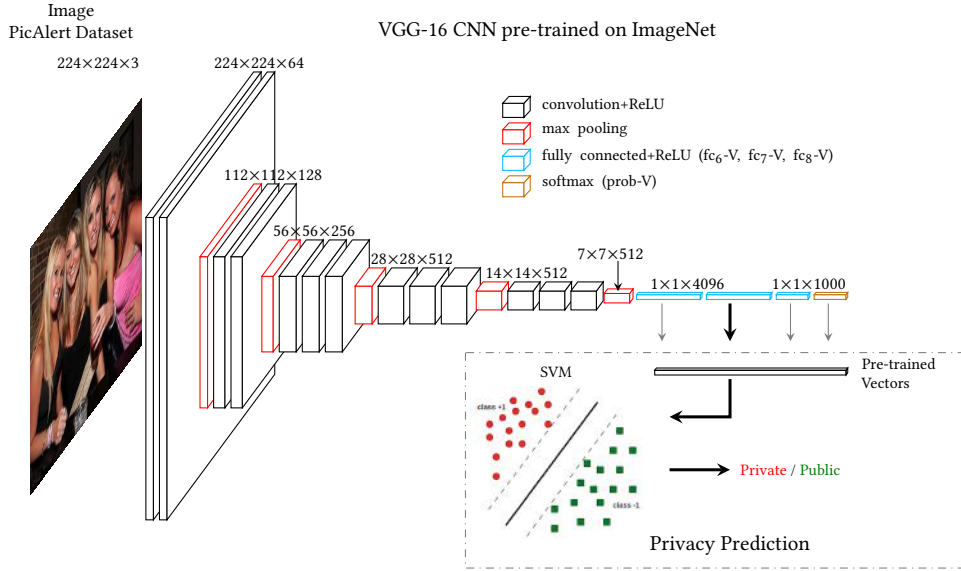 Image
PicAlert Dataset
VGG-16 CNN pre-trained on ImageNet
224×224×3
224×224×64
convolution+ReLU
max pooling
fully connected+ReLU (fc₆-V, fc₇-V, fc₈-V)
softmax (prob-V)
112×112×128
56×56×256
28×28×512
14×14×512
7×7×512
1×1×4096
1×1×1000
Pre-trained
Vectors
SVM
class +1
class -1
Private / Public
Privacy Prediction